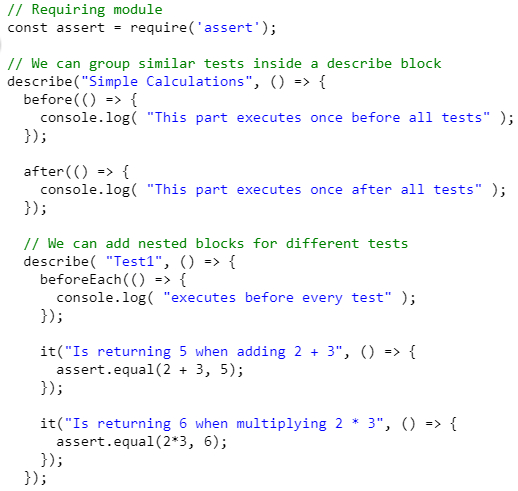 // Requiring module
const assert = require('assert');
// We can group similar tests inside a describe block
describe("Simple Calculations", () => {
  before(() => {
    console.log( "This part executes once before all tests" );
  });
  after(() => {
    console.log( "This part executes once after all tests" );
  });
  // We can add nested blocks for different tests
  describe( "Test1", () => {
    beforeEach(() => {
      console.log( "executes before every test" );
    });
    it("Is returning 5 when adding 2 + 3", () => {
      assert.equal(2 + 3, 5);
    });
    it("Is returning 6 when multiplying 2 * 3", () => {
      assert.equal(2*3, 6);
    });
  });